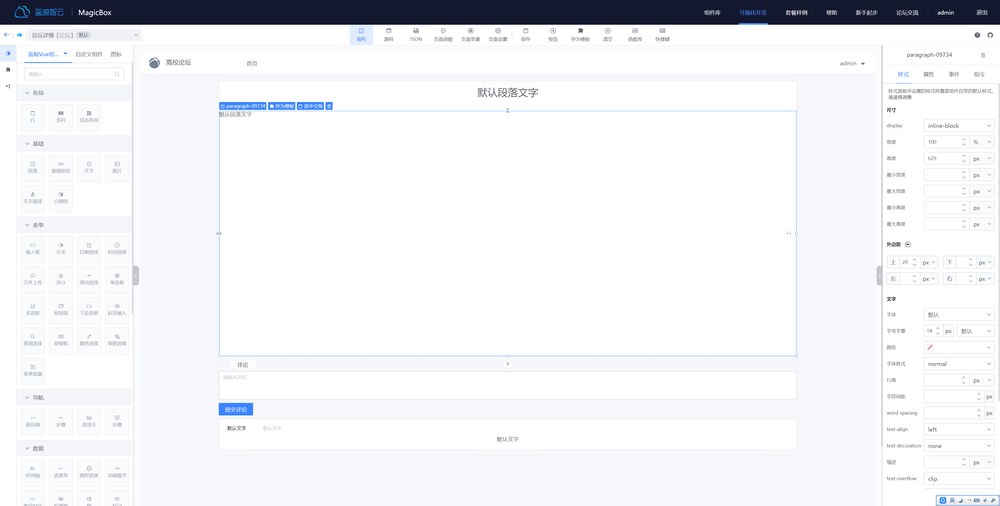 蓝鲸智云 MagicBox 组件库 可视化开发 套餐样例 帮助 新手起步 论坛交流 admin 退出
论坛详情【论坛】 默认
画布 源码 JSON 页面函数 页面变量 页面设置 保存 预览 存为模板 清空 函数库 快捷键
蓝鲸Vue组... 自定义组件 图标
请输入
布局
行 多列 自由布局
基础
段落 基础按钮 文字 图片
文字链接 分割线
表单
输入框 开关 日期选择 时间选择
文件上传 评分 滑动选择 单选框
多选框 按钮组 下拉选框 标签输入
查询选择 穿梭框 颜色选择 级联选框
表单容器
导航
面包屑 步骤 选项卡 步骤
数据
时间轴 进度条 圆形进度 动画数字
差异对比 轮播图 树 标记
高校论坛 首页 admin
默认段落文字
paragraph-09734 存为模板 选中父级
默认段落文字
评论
请输入评论
提交评论
默认文字 默认文字
默认文字
paragraph-09734
样式 属性 事件 指令
样式面板中设置的样式将覆盖组件自带的默认样式，
请谨慎调整
尺寸
display inline-block
宽度 100 %
高度 629 px
最小宽度 px
最大宽度 px
最小高度 px
最大高度 px
外边距
上 20 px 下 px
左 px 右 px
文字
字体 默认
字号字重 14 px 默认
颜色
字体样式 normal
行高 px
字符间距 px
word-spacing px
text-align left
text-decoration none
缩进 px
text-overflow clip
英